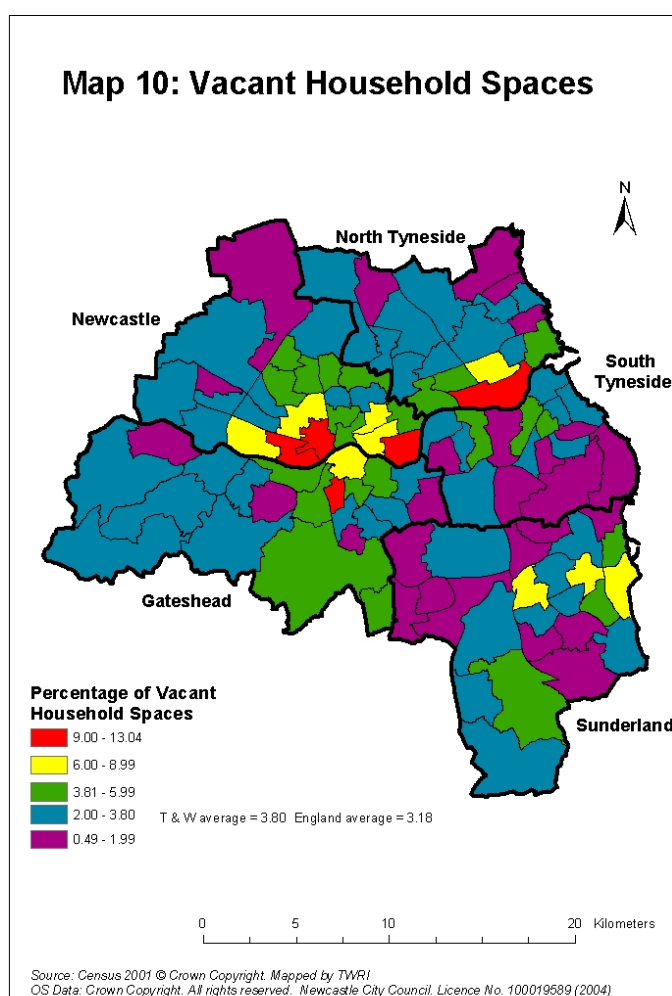 Map 10: Vacant Household Spaces
N
North Tyneside
Newcastle
South
Tyneside
Gateshead
Sunderland
Percentage of Vacant
Household Spaces
9.00 - 13.04
6.00 - 8.99
3.81 - 5.99
2.00 - 3.80
0.49 - 1.99
T & W average = 3.80 England average = 3.18
0 5 10 20 Kilometers
Source: Census 2001 © Crown Copyright. Mapped by TWRI
OS Data: Crown Copyright. All rights reserved. Newcastle City Council. Licence No. 100019589 (2004)